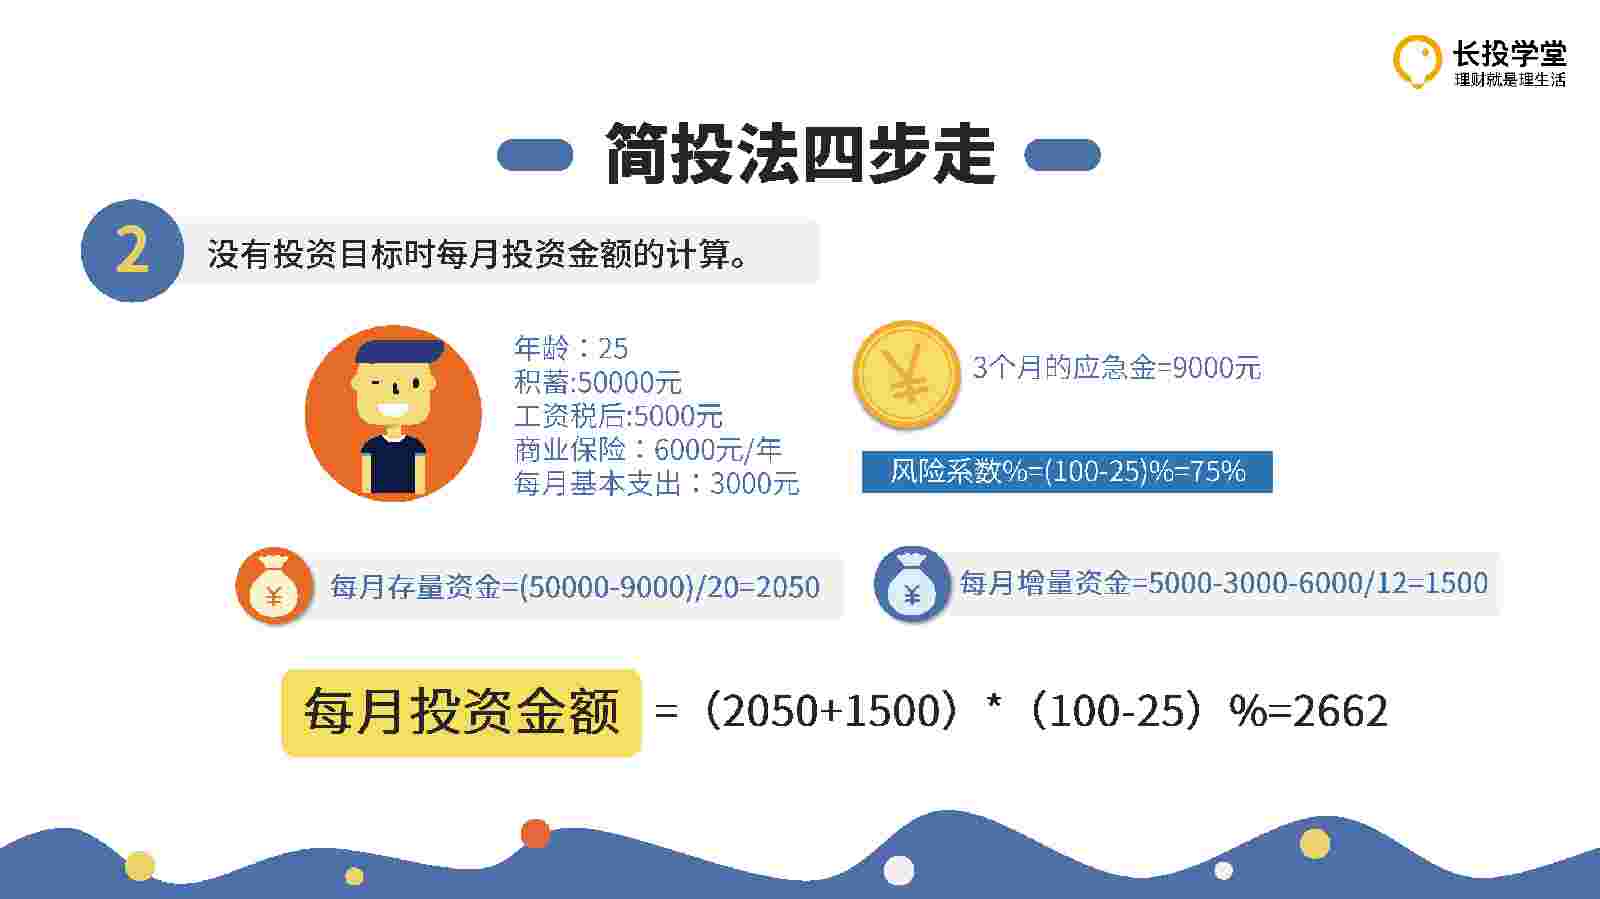 长投学堂
理财就是理生活
简投法四步走
2
没有投资目标时每月投资金额的计算。
年龄：25
积蓄:50000元
工资税后:5000元
商业保险：6000元/年
每月基本支出：3000元
3个月的应急金=9000元
风险系数%=(100-25)%=75%
每月存量资金=(50000-9000)/20=2050
每月增量资金=5000-3000-6000/12=1500
每月投资金额=（2050+1500）*（100-25）%=2662